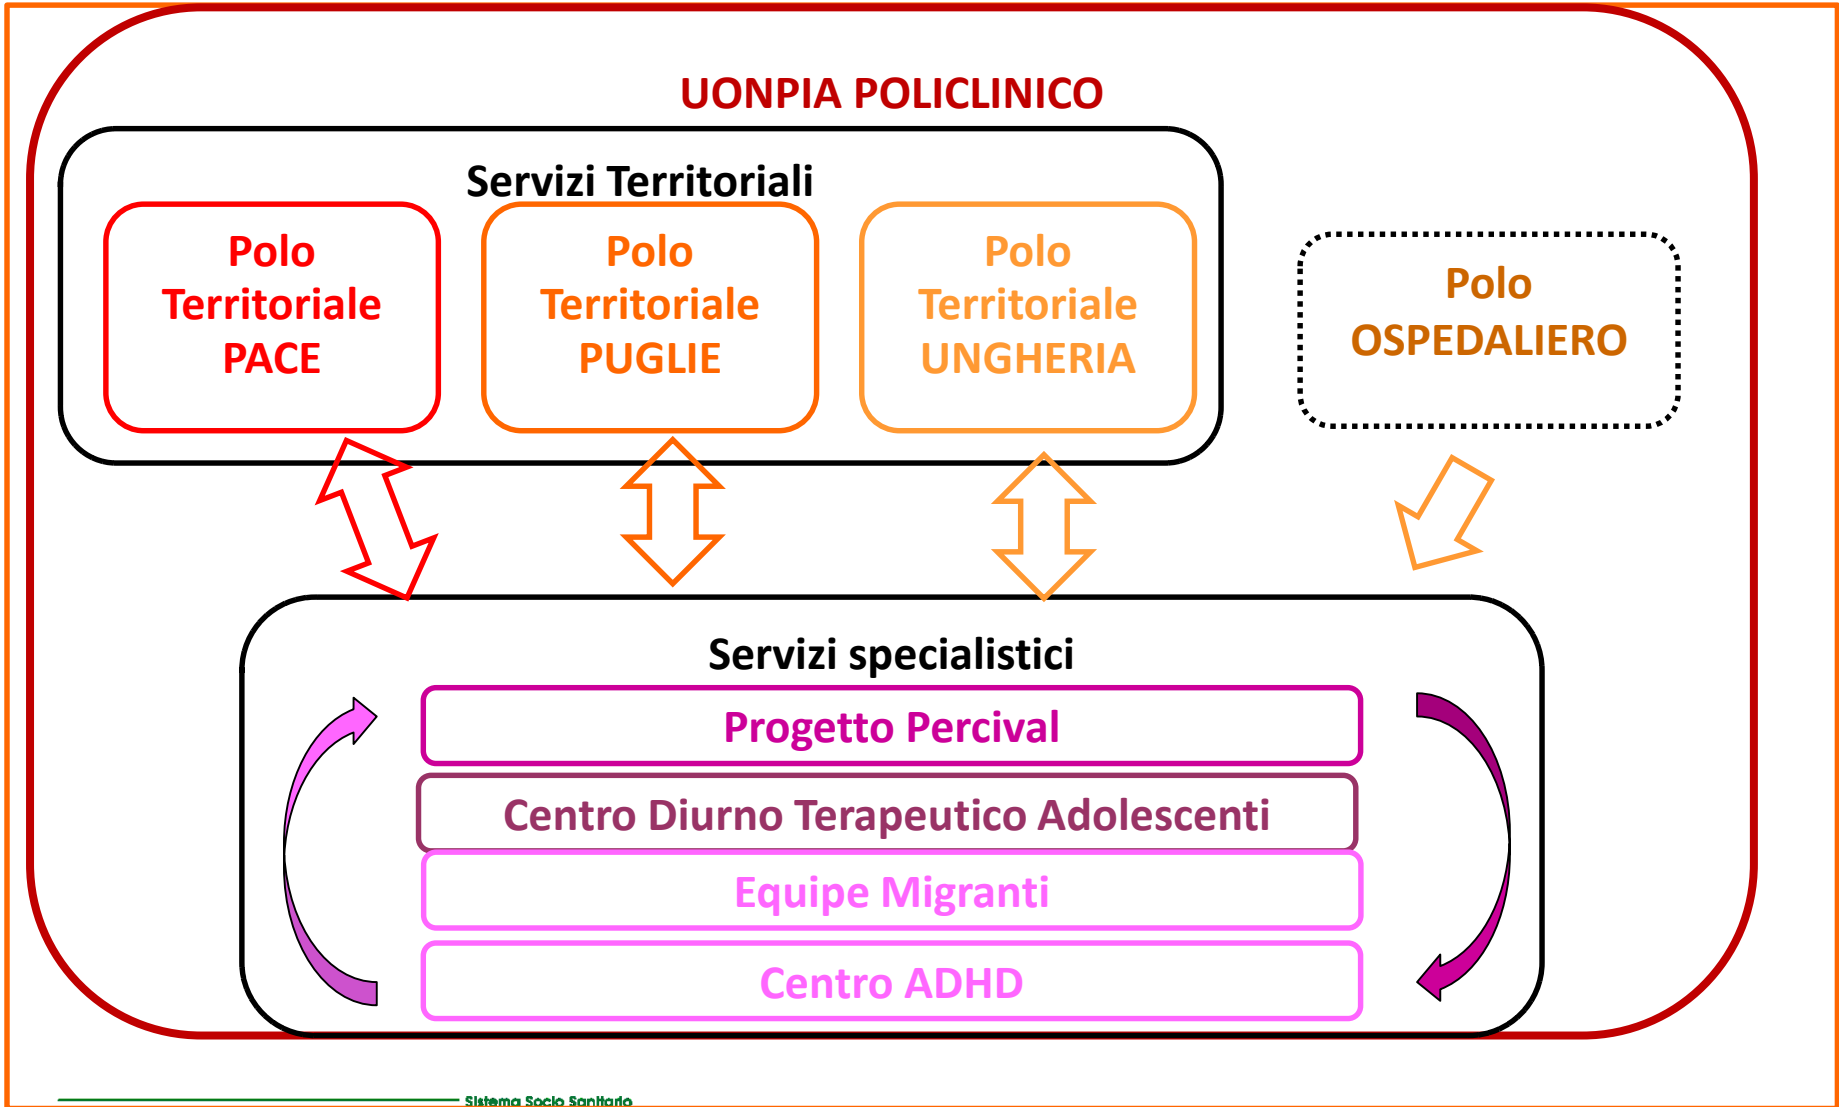 UONPIA POLICLINICO
Servizi Territoriali
Polo
Territoriale
PACE
Polo
Territoriale
PUGLIE
Polo
Territoriale
UNGHERIA
Polo
OSPEDALIERO
Servizi specialistici
Progetto Percival
Centro Diurno Terapeutico Adolescenti
Equipe Migranti
Centro ADHD
Sistema Socio Sanitario